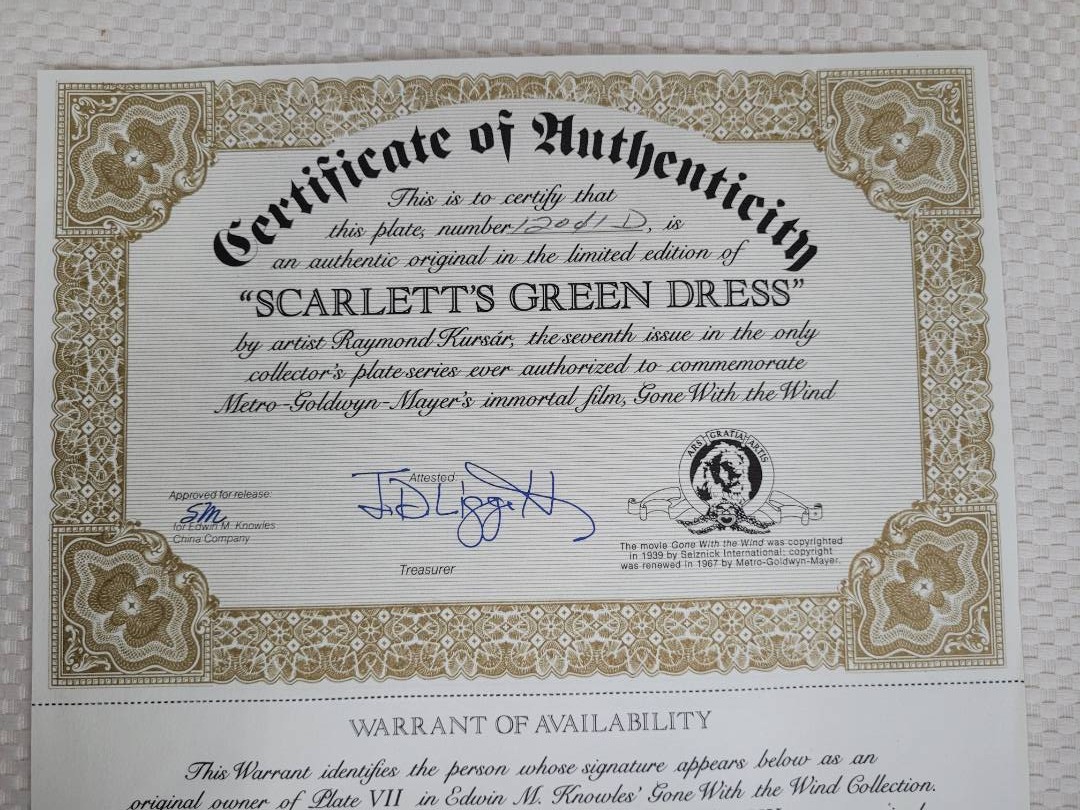 Certificate of Authenticity
This is to certify that
this plate, number 120¢1 D, is
an authentic original in the limited edition of
"SCARLETT'S GREEN DRESS"
by artist Raymond Kursár, the seventh issue in the only
collector's plate series ever authorized to commemorate
Metro-Goldwyn-Mayer's immortal film, Gone With the Wind
ARS GRATIA ARTIS
Approved for release:
SM
for Edwin M. Knowles
China Company
Attested:
J.D. Liggett
Treasurer
The movie Gone With the Wind was copyrighted
in 1939 by Selznick International; copyright
was renewed in 1967 by Metro-Goldwyn-Mayer.
WARRANT OF AVAILABILITY
This Warrant identifies the person whose signature appears below as an
original owner of Plate VII in Edwin M. Knowles' Gone With the Wind Collection.